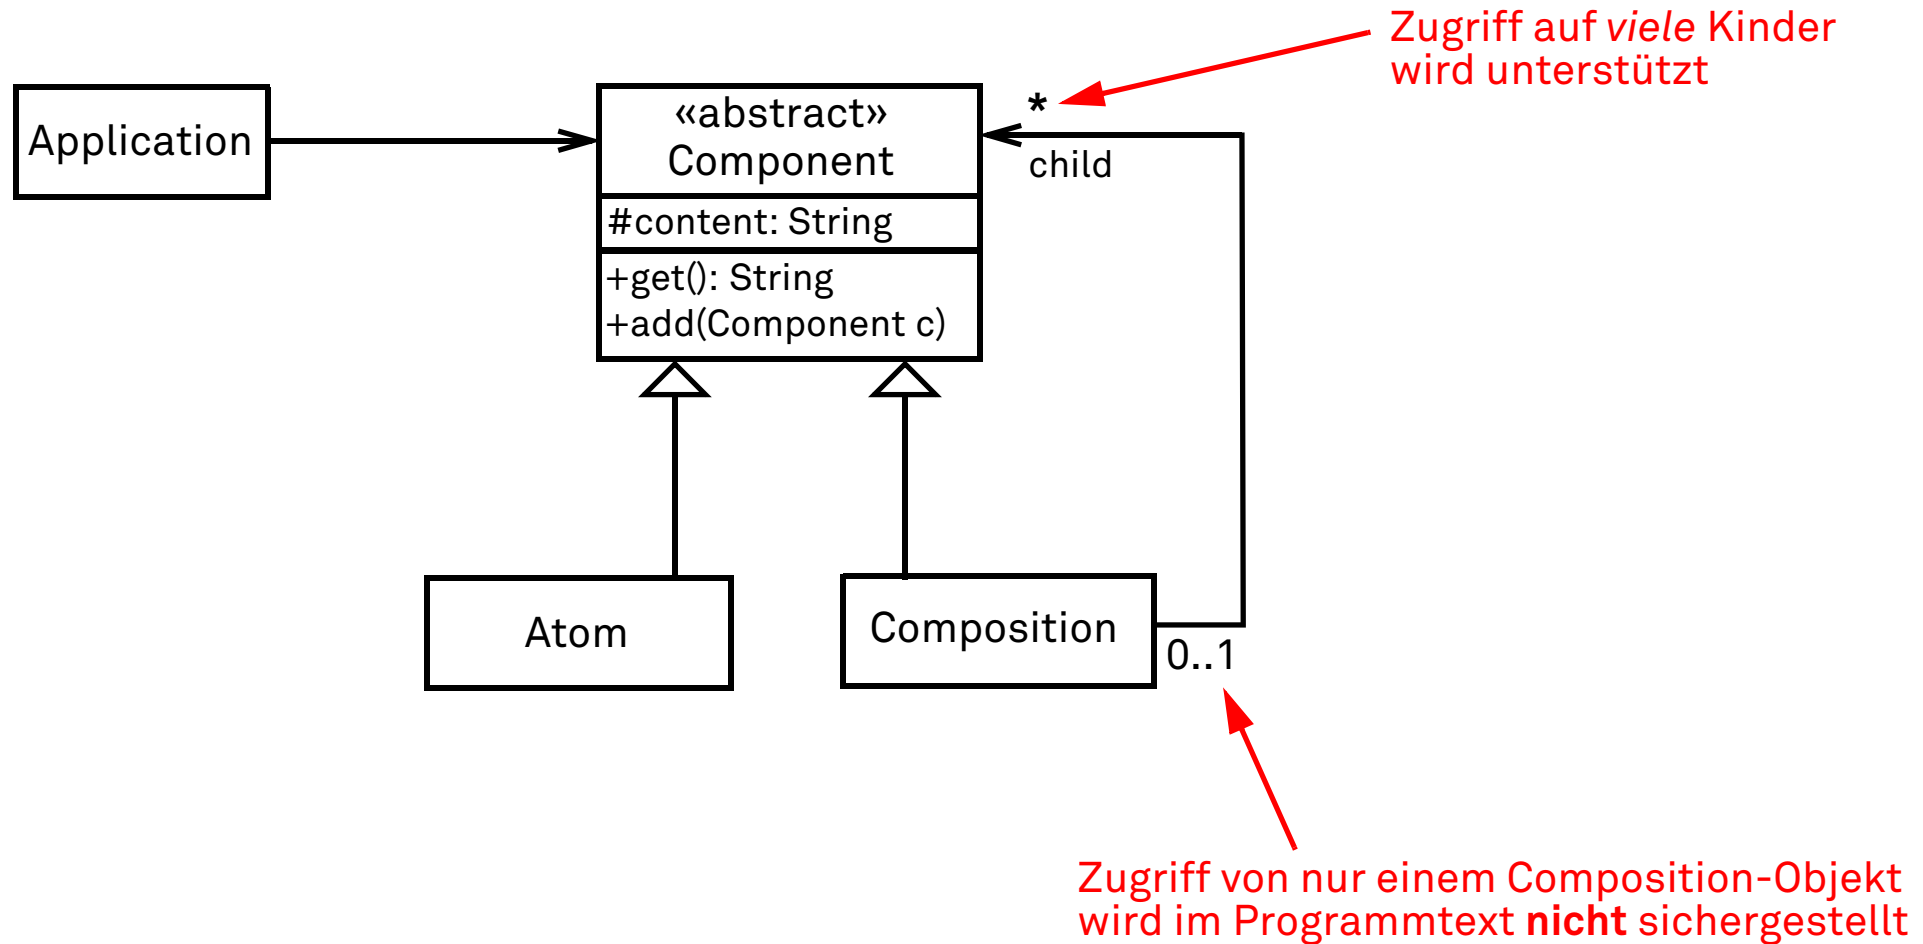 Zugriff auf viele Kinder
wird unterstützt
Application
«abstract»
Component
*
child
#content: String
+get(): String
+add(Component c)
Atom
Composition
0..1
Zugriff von nur einem Composition-Objekt
wird im Programmtext nicht sichergestellt